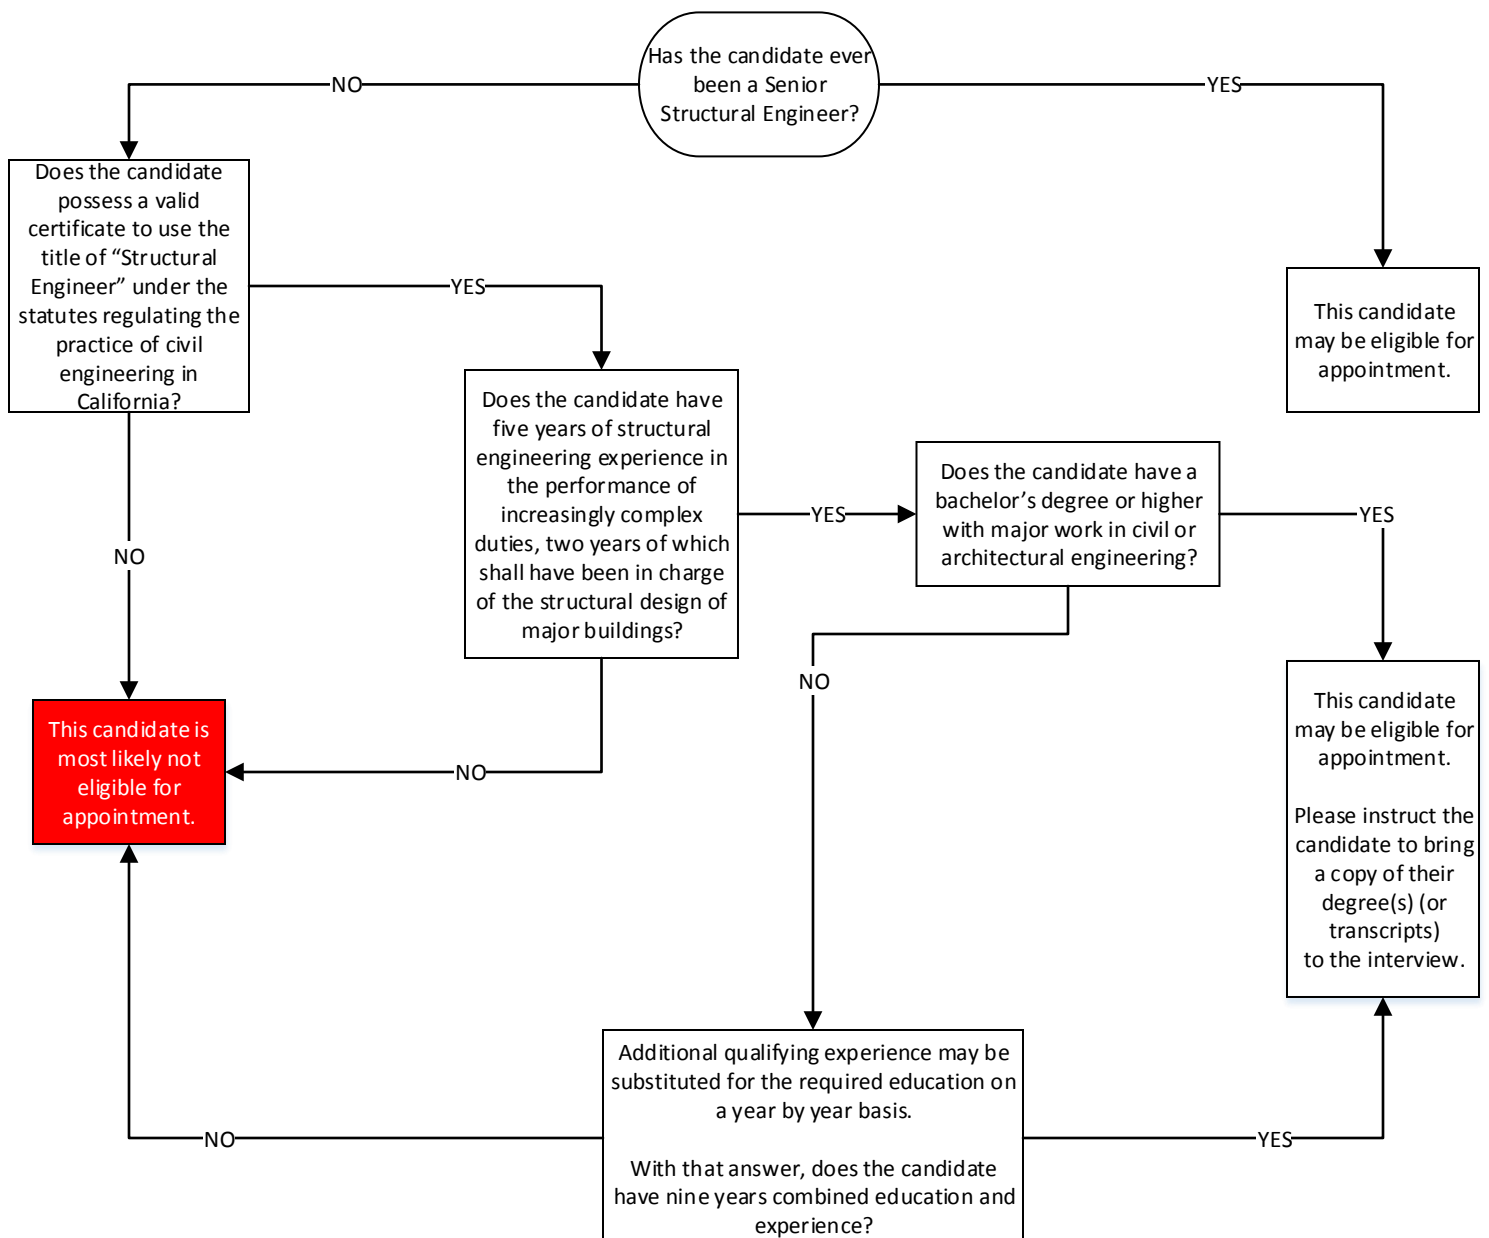 Has the candidate ever
been a Senior
Structural Engineer?
NO
YES
Does the candidate
possess a valid
certificate to use the
title of “Structural
Engineer” under the
statutes regulating the
practice of civil
engineering in
California?
YES
This candidate
may be eligible for
appointment.
Does the candidate have
five years of structural
engineering experience in
the performance of
increasingly complex
duties, two years of which
shall have been in charge
of the structural design of
major buildings?
YES
Does the candidate have a
bachelor’s degree or higher
with major work in civil or
architectural engineering?
YES
NO
NO
This candidate is
most likely not
eligible for
appointment.
NO
This candidate
may be eligible for
appointment.
Please instruct the
candidate to bring
a copy of their
degree(s) (or
transcripts)
to the interview.
Additional qualifying experience may be
substituted for the required education on
a year by year basis.
With that answer, does the candidate
have nine years combined education and
experience?
NO
YES